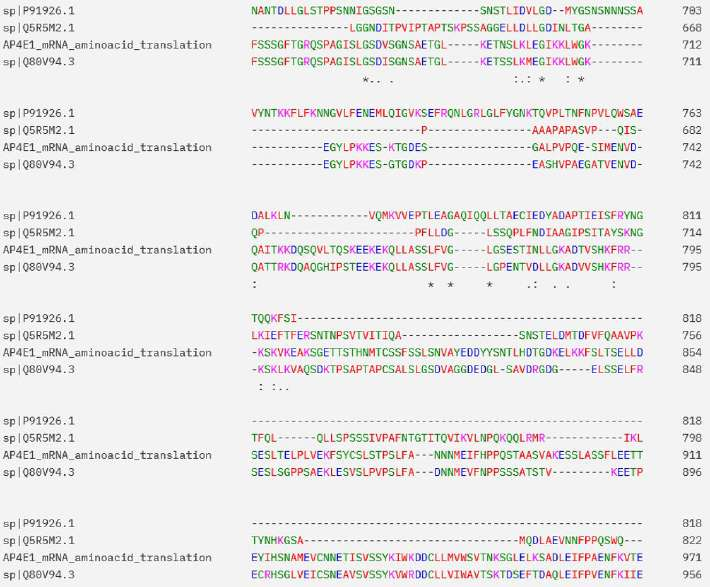 sp|P91926.1 NANTDLLGLSTPPSNNIGSGSN------------SNSTLIDVLGD--MYGSNSNNNSSA 703
sp|Q5R5M2.1 ---------------LGGNDITPVIPTAPTSKPSSAGGELLDLLGDINLTGA-------- 668
AP4E1_mRNA_aminoacid_translation FSSSGFTGRQSPAGISLGSDVSGNSAETGL-----KETNSLKLEGIKKLWGK-------- 712
sp|Q80V94.3 FSSSGFTGRQSPAGISLGSDISGNSAETGL-----KETSSLKMEGIKKLWGK-------- 711
*.. . :.: * : *
sp|P91926.1 VYNTKKFLFKNNGVLFENEMLQIGVKSEFRQNLGRLGLFYGNKTQVPLTNFNPVLQWSAE 763
sp|Q5R5M2.1 --------------------------P----------------AAAPAPASVP---QIS- 682
AP4E1_mRNA_aminoacid_translation -----------EGYLPKKES-KTGDES----------------GALPVPQE-SIMENVD- 742
sp|Q80V94.3 -----------EGYLPKKES-GTGDKP----------------EASHVPAEGATVENVD- 742
sp|P91926.1 DALKLN------------VQMKVVEPTLEAGAQIQQLLTAECIEDYADAPTIEISFRYNG 811
sp|Q5R5M2.1 QP-----------------------PFLLDG-----LSSQPLFNDIAAGIPSITAYSKNG 714
AP4E1_mRNA_aminoacid_translation QAITKKDQSQVLTQSKEEKEKQLLASSLFVG-----LGSESTINLLGKADTVSHKFRR-- 795
sp|Q80V94.3 QATTRKDQAQGHIPSTEEKEKQLLASSLFVG-----LGPENTVDLLGKADVVSHKFRR-- 795
: * * * .: . . :
sp|P91926.1 TQQKFSI----------------------------------------------------- 818
sp|Q5R5M2.1 LKIEFTFERSNTNPSVTVITIQA------------------SNSTELDMTDFVFQAAVPK 756
AP4E1_mRNA_aminoacid_translation -KSKVKEAKSGETTSTHNMTCSSFSSLSNVAYEDDYYSNTLHDTGDKELKKFSLTSELLD 854
sp|Q80V94.3 -KSKLKVAQSDKTPSAPTAPCSALSLGSDVAGGDEDGL-SAVDRGDG---ELSSELFR 848
: :..
sp|P91926.1 ------------------------------------------------------------ 818
sp|Q5R5M2.1 TFQL------QLLSPSSSIVPAFNTGTITQVIKVLNPQKQQLRMR------------IKL 798
AP4E1_mRNA_aminoacid_translation SESLTELPLVEKFSYCSLSTPSLFA---NNNMEIFHPPQSTAASVAKESSLASSFLEETT 911
sp|Q80V94.3 SESLSGPPSAEKLESVSLPVPSLFA---DNNMEVFNPPSSSATSTV---------KEETP 896
sp|P91926.1 ------------------------------------------------------------ 818
sp|Q5R5M2.1 TYNHKGSA---------------------------------MQDLAEVNNFPPQSWQ--- 822
AP4E1_mRNA_aminoacid_translation EYIHSNAMEVCNNETISVSSYKIWKDDCLLMVWSVTNKSGLELKSADLEIFPAENFKVTE 971
sp|Q80V94.3 ECRHSGLVEICSNEAVSVSSYKVWRDDCLLVIWAVTSKTDSEFTDAQLEIFPVENFKIIE 956